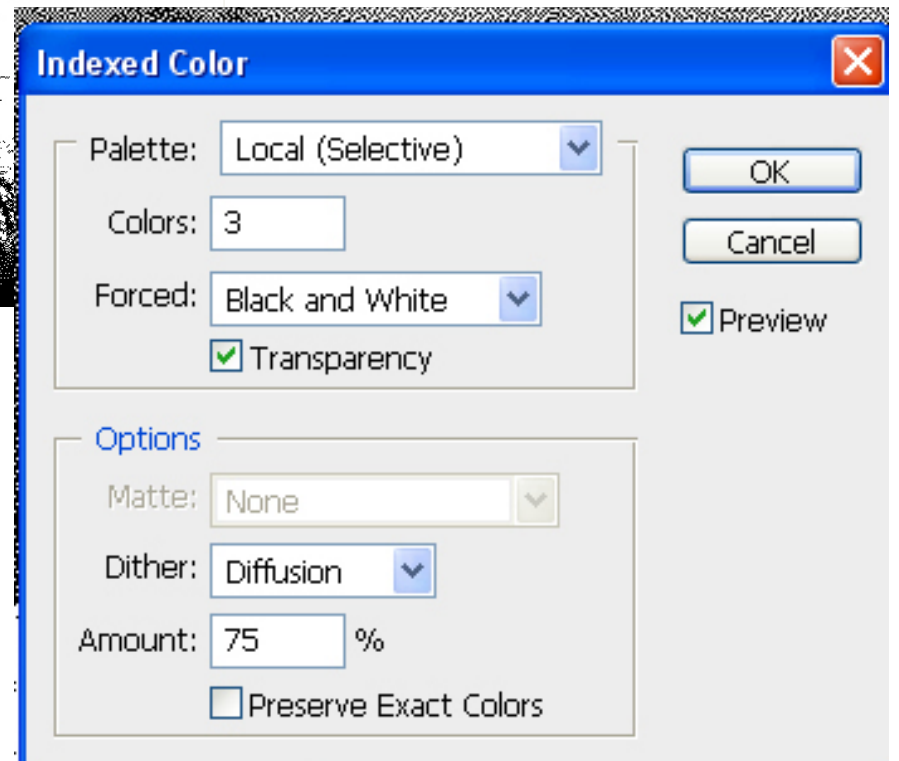 Indexed Color
Palette: Local (Selective)
OK
Colors: 3
Cancel
Forced: Black and White
Preview
Transparency
Options
Matte: None
Dither: Diffusion
Amount: 75 %
Preserve Exact Colors